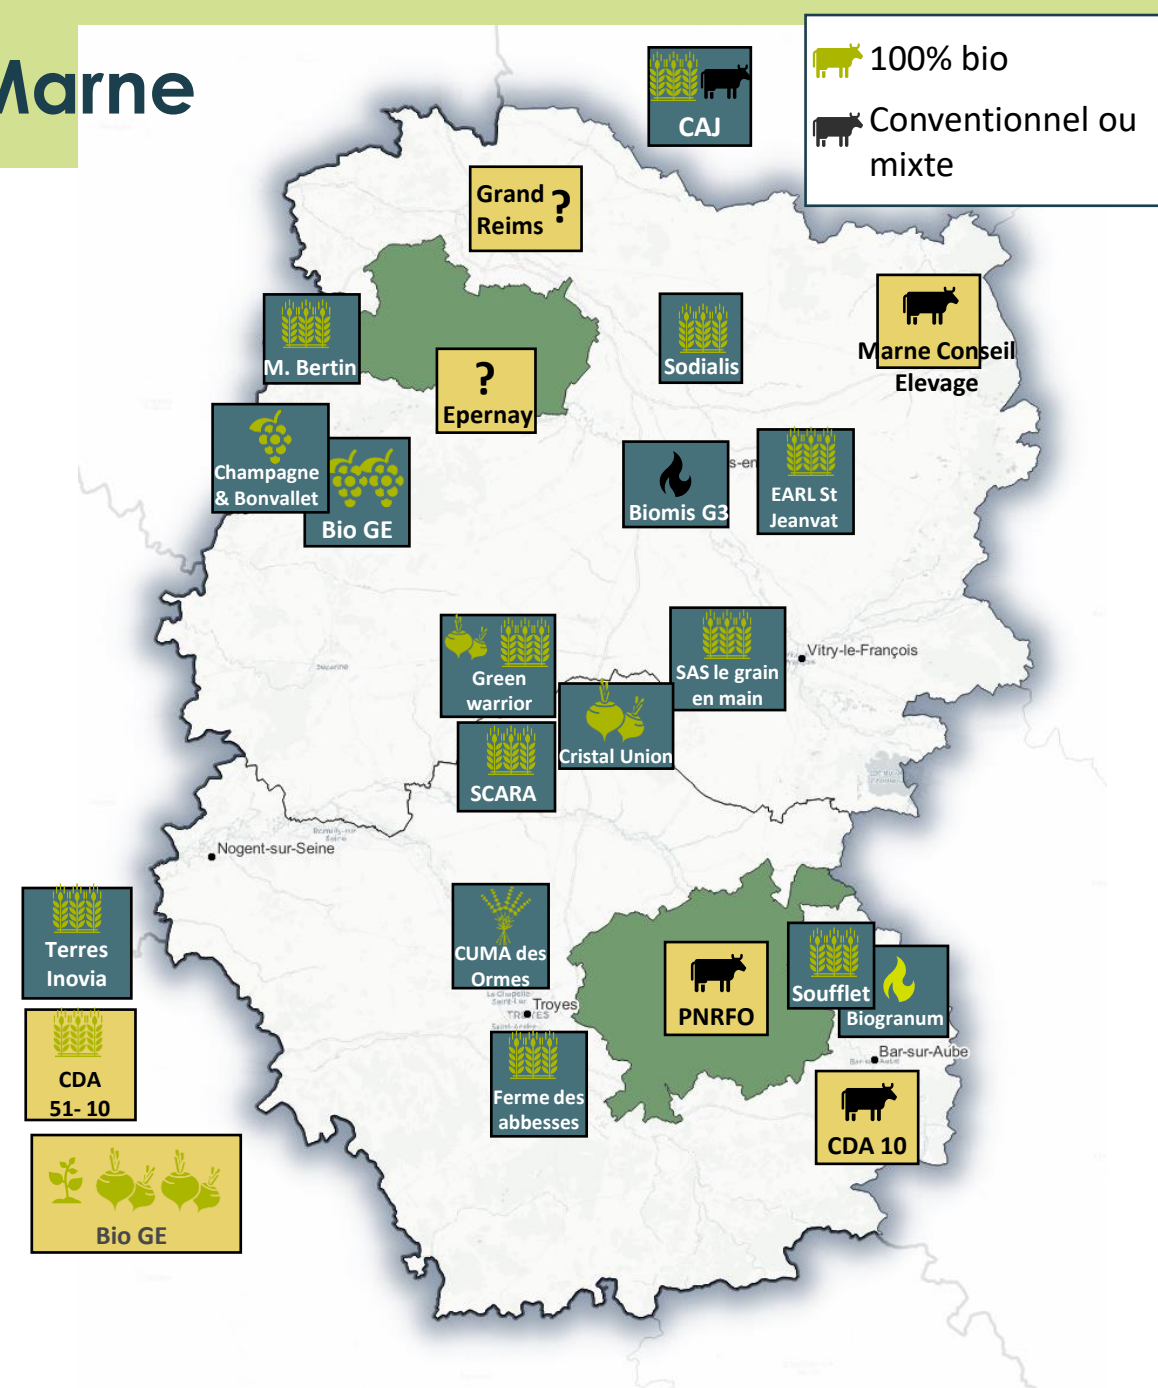 Marne
100% bio
Conventionnel ou
mixte
CAJ
Grand
Reims ?
M. Bertin
?
Epernay
Sodialis
Marne Conseil
Elevage
Champagne
& Bonvallet
Bio GE
Biomis G3
s-en
EARL St
Jeanvat
Green
warrior
SAS le grain
en main
Vitry-le-François
Cristal Union
SCARA
Nogent-sur-Seine
Terres
Inovia
CUMA des
Ormes
Troyes
TROYES
PNRFO
Soufflet
Biogranum
Bar-sur-Aube
CDA
51- 10
Ferme des
abbesses
CDA 10
Bio GE